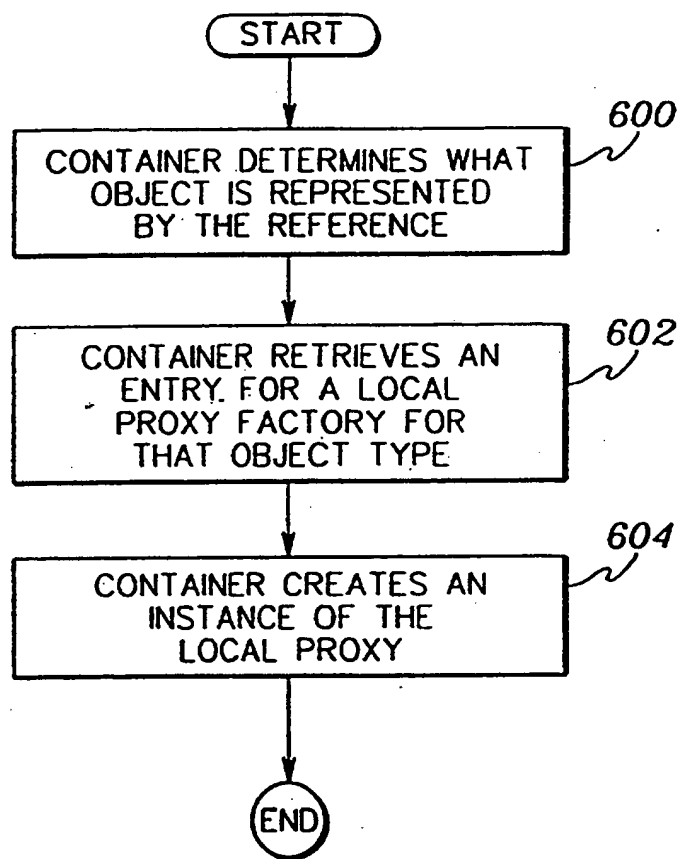 START
600
CONTAINER DETERMINES WHAT
OBJECT IS REPRESENTED
BY THE REFERENCE
602
CONTAINER RETRIEVES AN
ENTRY FOR A LOCAL
PROXY FACTORY FOR
THAT OBJECT TYPE
604
CONTAINER CREATES AN
INSTANCE OF THE
LOCAL PROXY
END